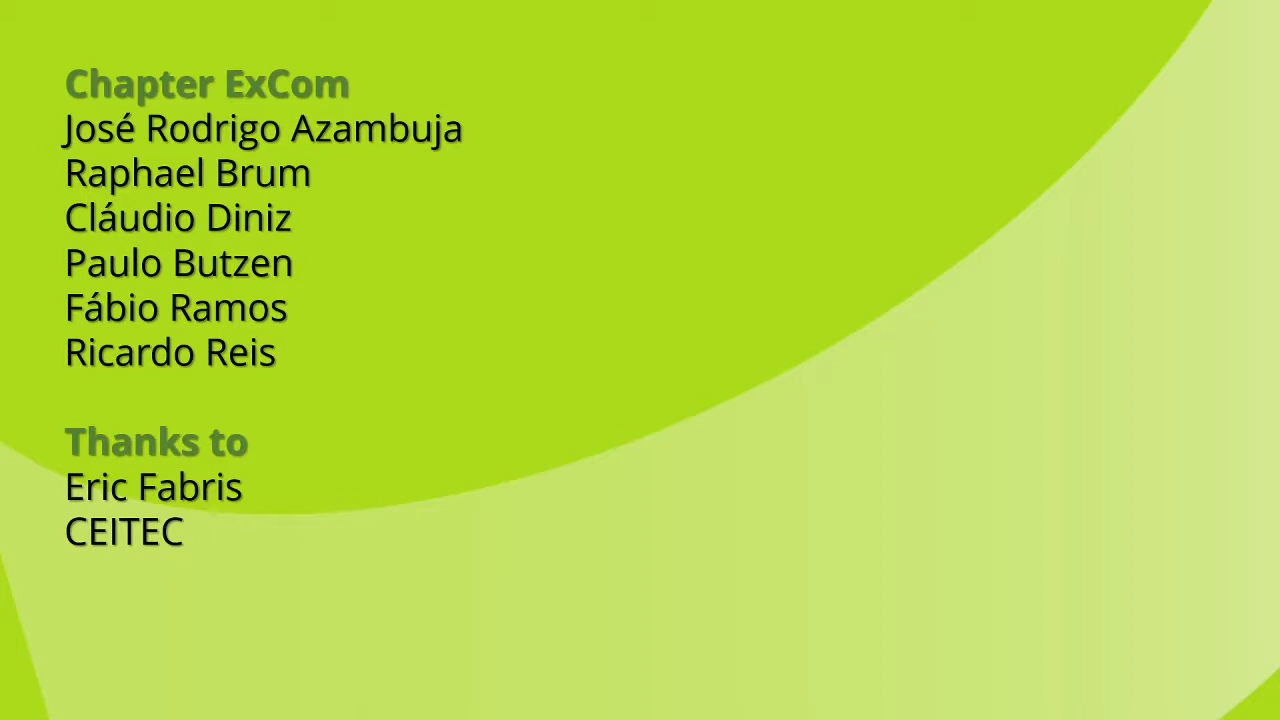 Chapter ExCom
José Rodrigo Azambuja
Raphael Brum
Cláudio Diniz
Paulo Butzen
Fábio Ramos
Ricardo Reis
Thanks to
Eric Fabris
CEITEC